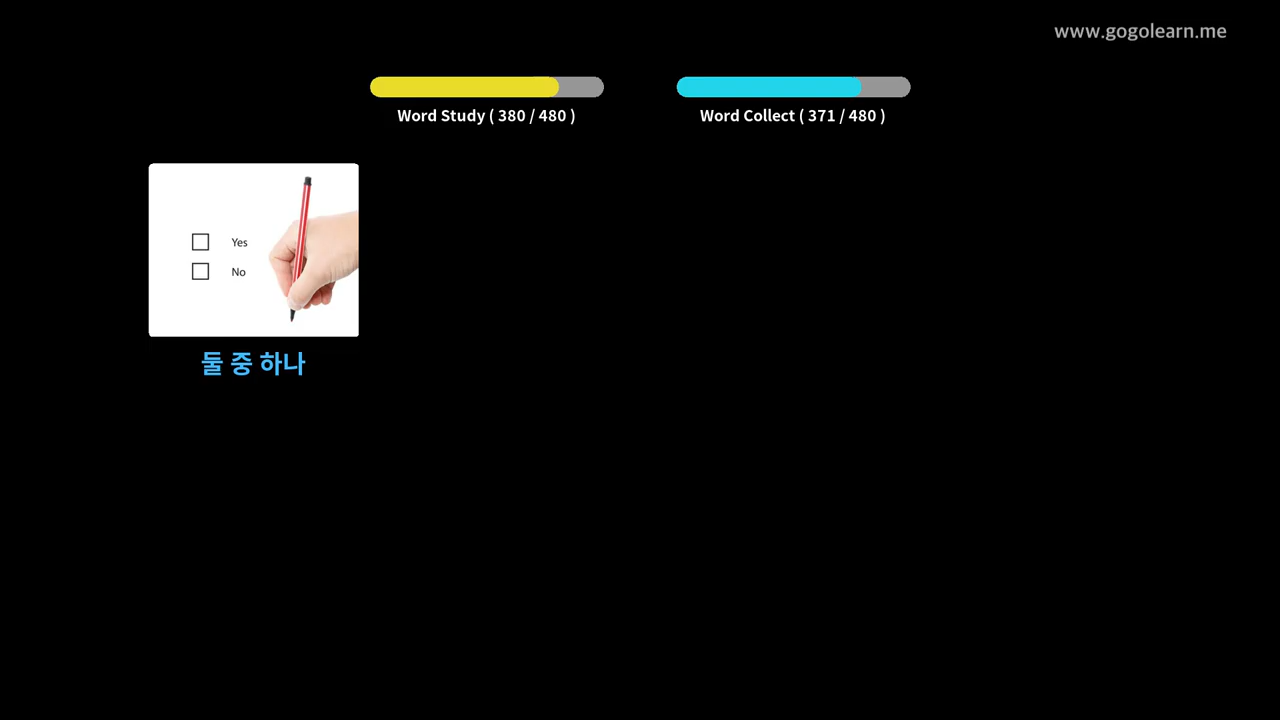 www.gogolearn.me
Word Study ( 380 / 480 )
Word Collect ( 371 / 480 )
Yes
No
둘 중 하나